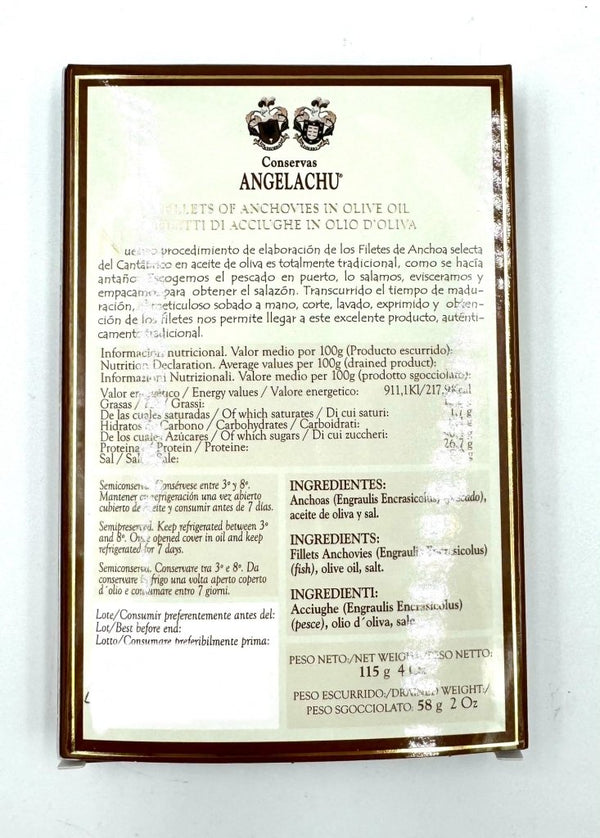 Conservas
ANGELACHU®
OF ANCHOVIES IN OLIVE OIL
DI ACCIUGHE IN OLIO D'OLIVA
procedimiento de elaboración de los Filetes de Anchoa selecta
del Cantábrico en aceite de oliva es totalmente tradicional, como se hacía
antaño. Escogemos el pescado en puerto, lo salamos, evisceramos y
empacamos para obtener el salazón. Transcurrido el tiempo de madu-
ración, meticuloso sobado a mano, corte, lavado, exprimido y obten-
ción de los filetes nos permite llegar a este excelente producto, auténti-
camente tradicional.
Información nutricional. Valor medio por 100g (Producto escurrido):
Nutrition Declaration. Average values per 100g (drained product):
Informazioni Nutrizionali. Valore medio per 100g (prodotto sgocciolato):
Valor energético / Energy values / Valore energetico: 911,1KJ/217,9Kcal
Grasas / Grassi:
De las cuales saturadas / Of which saturates / Di cui saturi:
Hidratos de Carbono / Carbohydrates / Carboidrati:
De los cuales Azúcares / Of which sugars / Di cui zuccheri:
Proteína / Protein / Proteine: 26,7
Sal / Sale:
Semiconserva. Consérvese entre 3º y 8º.
Mantener en refrigeración una vez abierto
cubierto de aceite y consumir antes de 7 días.
Semipreserved. Keep refrigerated between 3º
and 8º. Once opened cover in oil and keep
refrigerated for 7 days.
Semiconserva. Conservare tra 3º e 8º. Da
conservare frigo una volta aperto coperto
d´olio e consumare entro 7 giorni.
Lote/Consumir preferentemente antes del:
Lot/Best before end:
Lotto/Consumare preferibilmente prima:
INGREDIENTES:
Anchoas (Engraulis Encrasicolus, pescado),
aceite de oliva y sal.
INGREDIENTS:
Fillets Anchovies (Engraulis Encrasicolus)
(fish), olive oil, salt.
INGREDIENTI:
Acciughe (Engraulis Encrasicolus)
(pesce), olio d´oliva, sale
PESO NETO:/NET WEIGHT:/PESO NETTO:
115 g 4 Oz
PESO ESCURRIDO:/DRAINED WEIGHT:/
PESO SGOCCIOLATO: 58 g 2 Oz